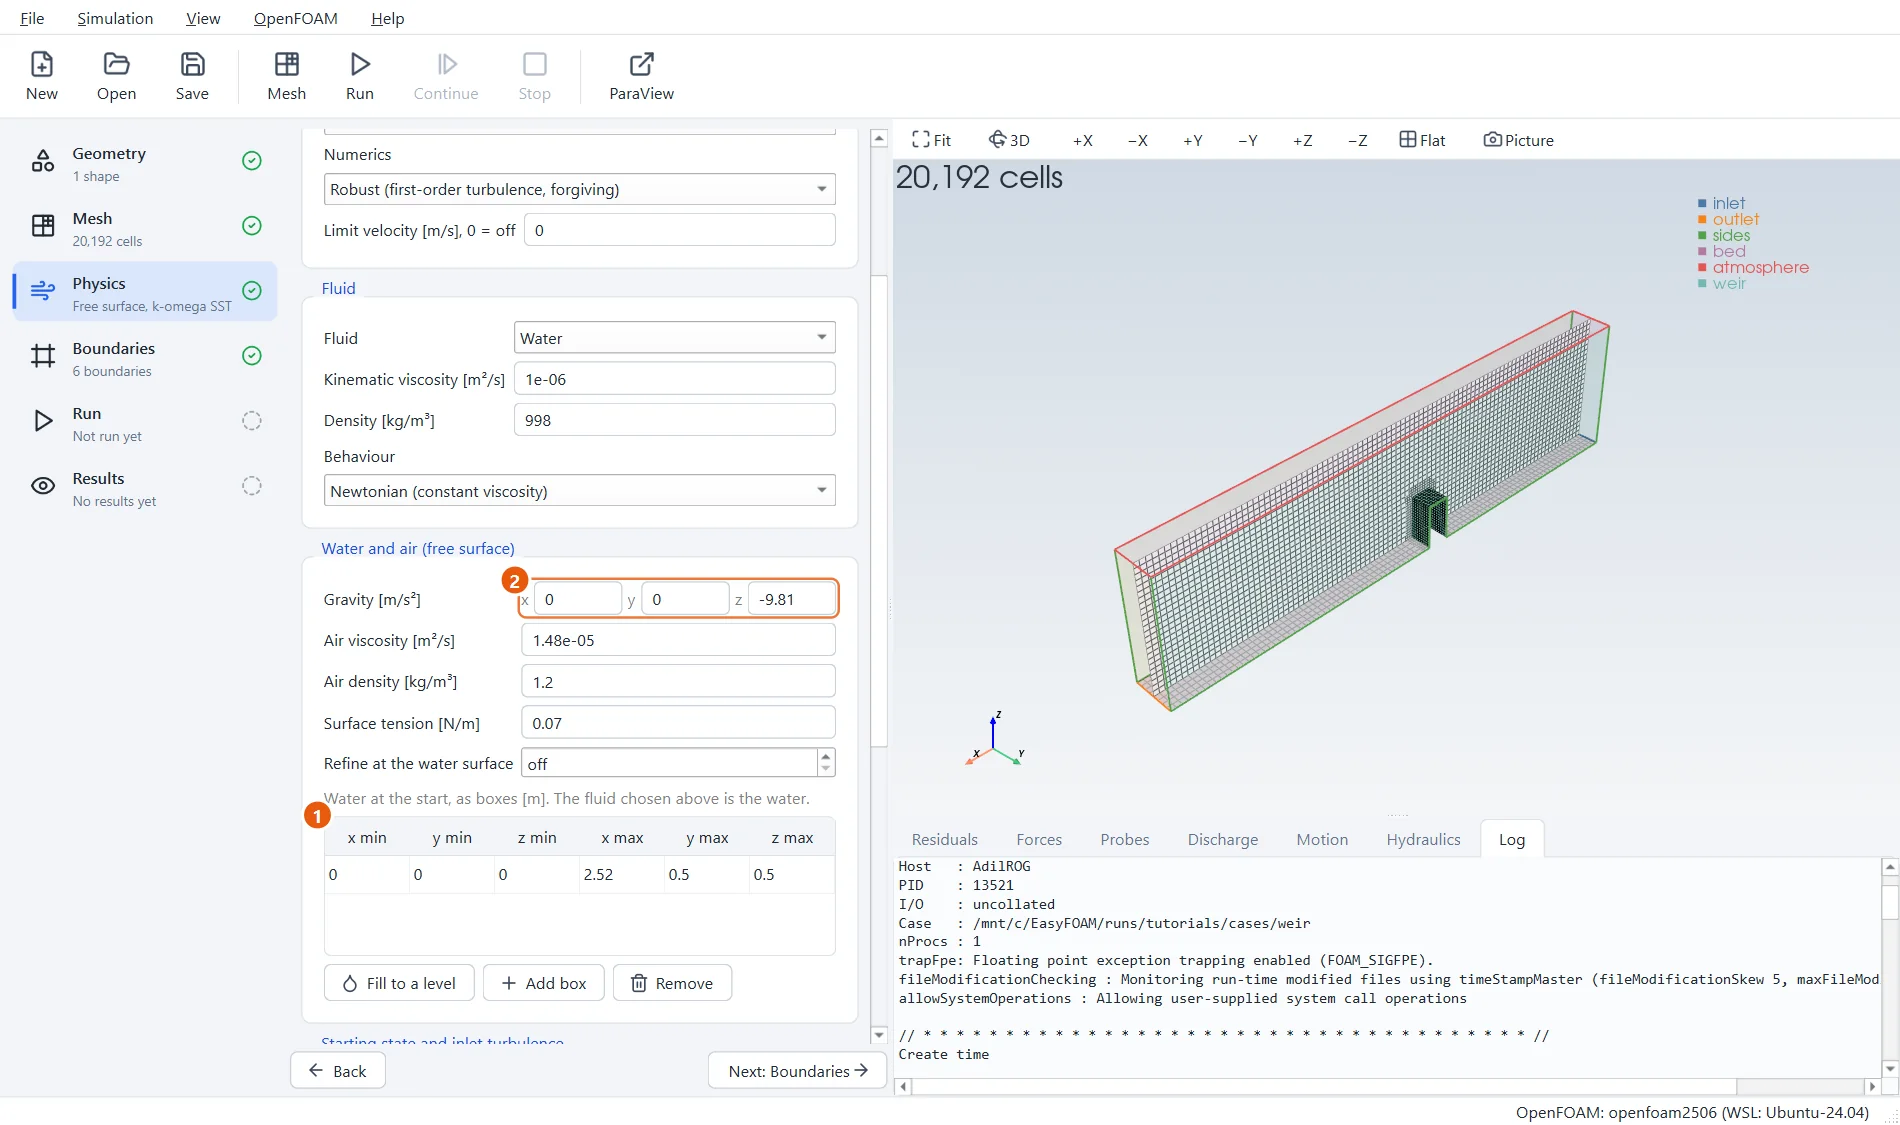 File Simulation View OpenFOAM Help
New Open Save Mesh Run Continue Stop ParaView
Geometry
1 shape
Mesh
20,192 cells
Physics
Free surface, k-omega SST
Boundaries
6 boundaries
Run
Not run yet
Results
No results yet
Numerics
Robust (first-order turbulence, forgiving)
Limit velocity [m/s], 0 = off 0
Fluid
Fluid Water
Kinematic viscosity [m²/s] 1e-06
Density [kg/m³] 998
Behaviour
Newtonian (constant viscosity)
Water and air (free surface)
2
Gravity [m/s²] x 0 y 0 z -9.81
Air viscosity [m²/s] 1.48e-05
Air density [kg/m³] 1.2
Surface tension [N/m] 0.07
Refine at the water surface off
Water at the start, as boxes [m]. The fluid chosen above is the water.
1
x min y min z min x max y max z max
0 0 0 2.52 0.5 0.5
Fill to a level Add box Remove
Starting state and inlet turbulence
Back Next: Boundaries
Fit 3D +X −X +Y −Y +Z −Z Flat Picture
20,192 cells
inlet
outlet
sides
bed
atmosphere
weir
Z
X Y
Residuals Forces Probes Discharge Motion Hydraulics Log
Host : AdilROG
PID : 13521
I/O : uncollated
Case : /mnt/c/EasyFOAM/runs/tutorials/cases/weir
nProcs : 1
trapFpe: Floating point exception trapping enabled (FOAM_SIGFPE).
fileModificationChecking : Monitoring run-time modified files using timeStampMaster (fileModificationSkew 5, maxFileMod
allowSystemOperations : Allowing user-supplied system call operations
// * * * * * * * * * * * * * * * * * * * * * * * * * * * * * * * * * * * * * //
Create time
OpenFOAM: openfoam2506 (WSL: Ubuntu-24.04)